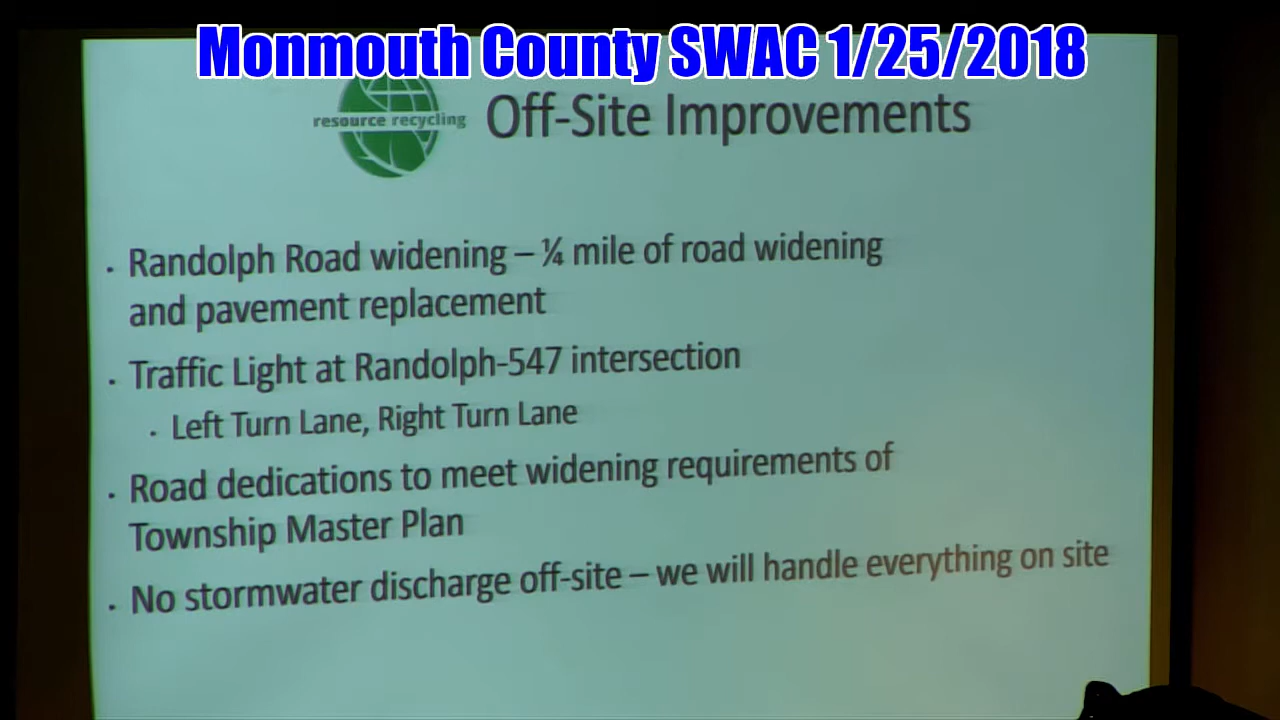 Monmouth County SWAC 1/25/2018
resource recycling
Off-Site Improvements
· Randolph Road widening – ¼ mile of road widening
and pavement replacement
· Traffic Light at Randolph-547 intersection
· Left Turn Lane, Right Turn Lane
· Road dedications to meet widening requirements of
Township Master Plan
· No stormwater discharge off-site – we will handle everything on site